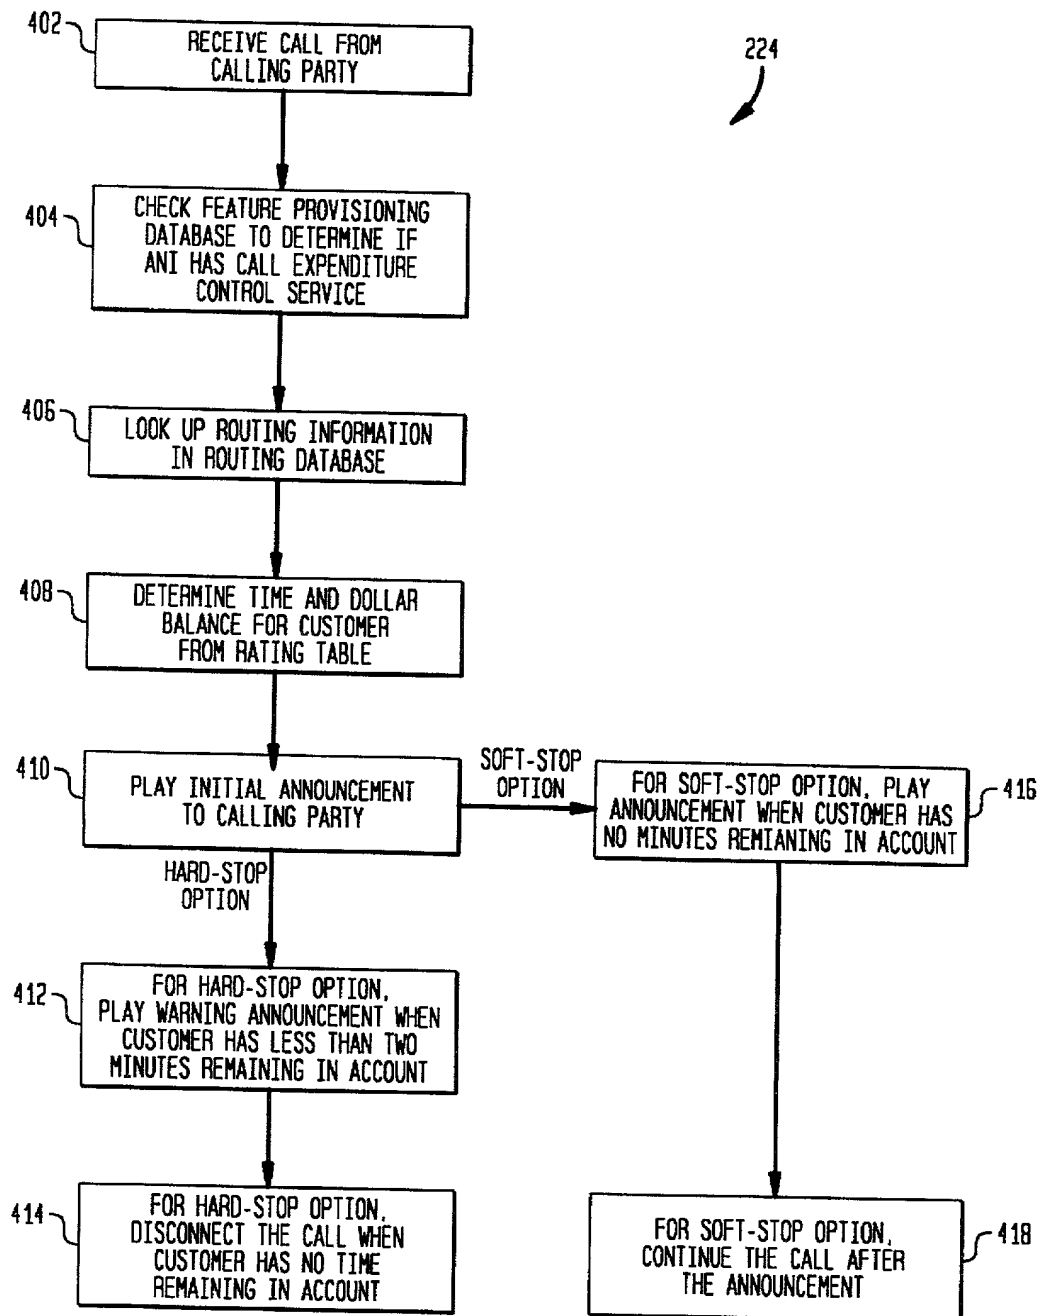 402
RECEIVE CALL FROM
CALLING PARTY
224
404
CHECK FEATURE PROVISIONING
DATABASE TO DETERMINE IF
ANI HAS CALL EXPENDITURE
CONTROL SERVICE
406
LOOK UP ROUTING INFORMATION
IN ROUTING DATABASE
408
DETERMINE TIME AND DOLLAR
BALANCE FOR CUSTOMER
FROM RATING TABLE
410
PLAY INITIAL ANNOUNCEMENT
TO CALLING PARTY
SOFT-STOP
OPTION
FOR SOFT-STOP OPTION, PLAY
ANNOUNCEMENT WHEN CUSTOMER HAS
NO MINUTES REMIANING IN ACCOUNT
416
HARD-STOP
OPTION
412
FOR HARD-STOP OPTION,
PLAY WARNING ANNOUNCEMENT WHEN
CUSTOMER HAS LESS THAN TWO
MINUTES REMAINING IN ACCOUNT
414
FOR HARD-STOP OPTION,
DISCONNECT THE CALL WHEN
CUSTOMER HAS NO TIME
REMAINING IN ACCOUNT
FOR SOFT-STOP OPTION,
CONTINUE THE CALL AFTER
THE ANNOUNCEMENT
418